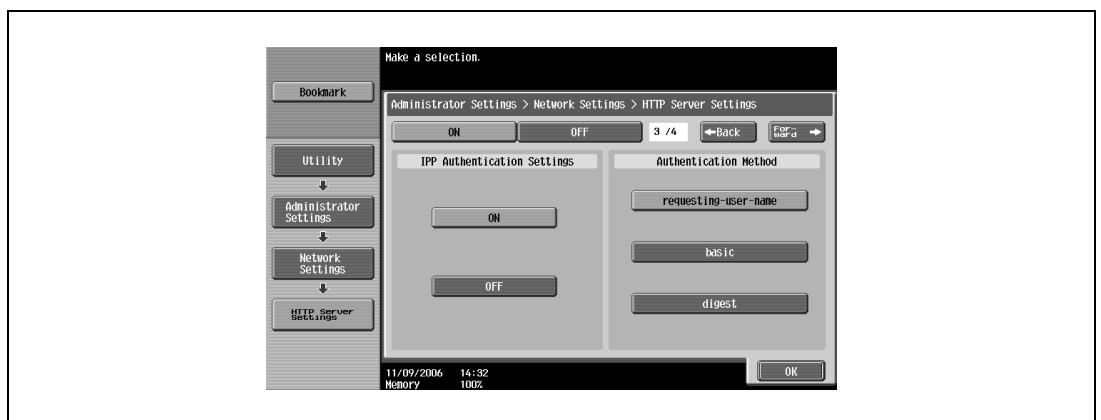 Make a selection.
Bookmark
Administrator Settings > Network Settings > HTTP Server Settings
ON
OFF
3 /4
←Back
For-
ward →
Utility
Administrator
Settings
Network
Settings
HTTP Server
Settings
IPP Authentication Settings
ON
OFF
Authentication Method
requesting-user-name
basic
digest
11/09/2006 14:32
Memory 100%
OK